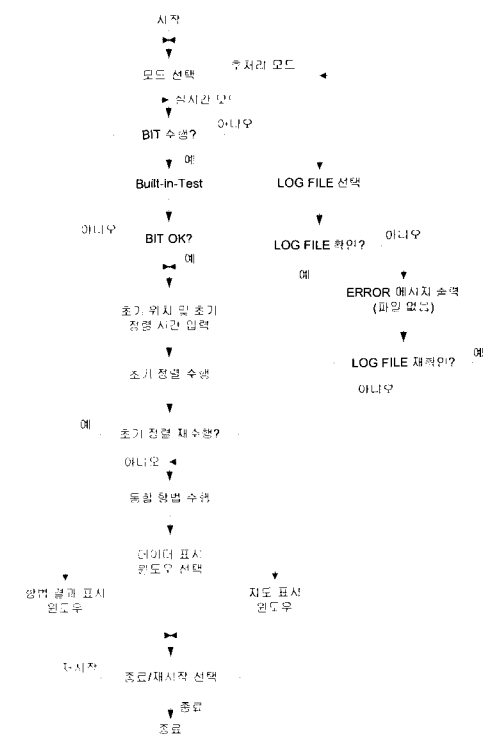 시작
모드 선택
후처리 모드
실시간 모드
BIT 수행?
아니오
예
Built-in-Test
LOG FILE 선택
아니오
BIT OK?
예
LOG FILE 확인?
아니오
예
ERROR 메시지 출력
(파일 없음)
초기 위치 및 초기
정렬 시간 입력
LOG FILE 재확인?
예
아니오
초기 정렬 수행
예
초기 정렬 재수행?
아니오
통합 항법 수행
데이터 표시
윈도우 선택
항법 결과 표시
윈도우
지도 표시
윈도우
재시작
종료/재시작 선택
종료
종료